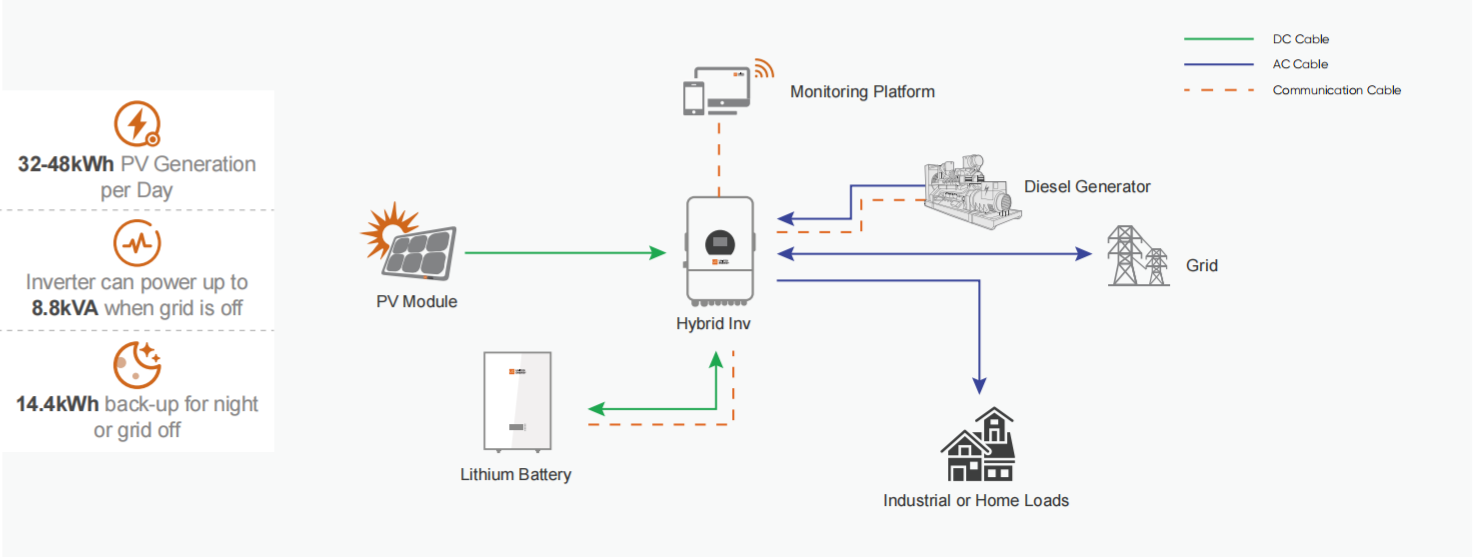 DC Cable
AC Cable
Communication Cable
Monitoring Platform
32-48kWh PV Generation
per Day
Diesel Generator
Inverter can power up to
8.8kVA when grid is off
Grid
PV Module
Hybrid Inv
14.4kWh back-up for night
or grid off
Lithium Battery
Industrial or Home Loads